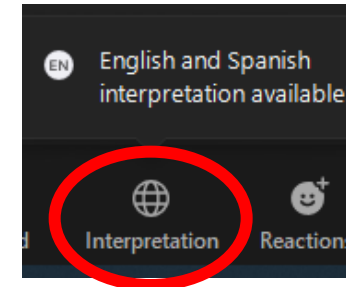 EN
English and Spanish
interpretation available
d
Interpretation
Reactions